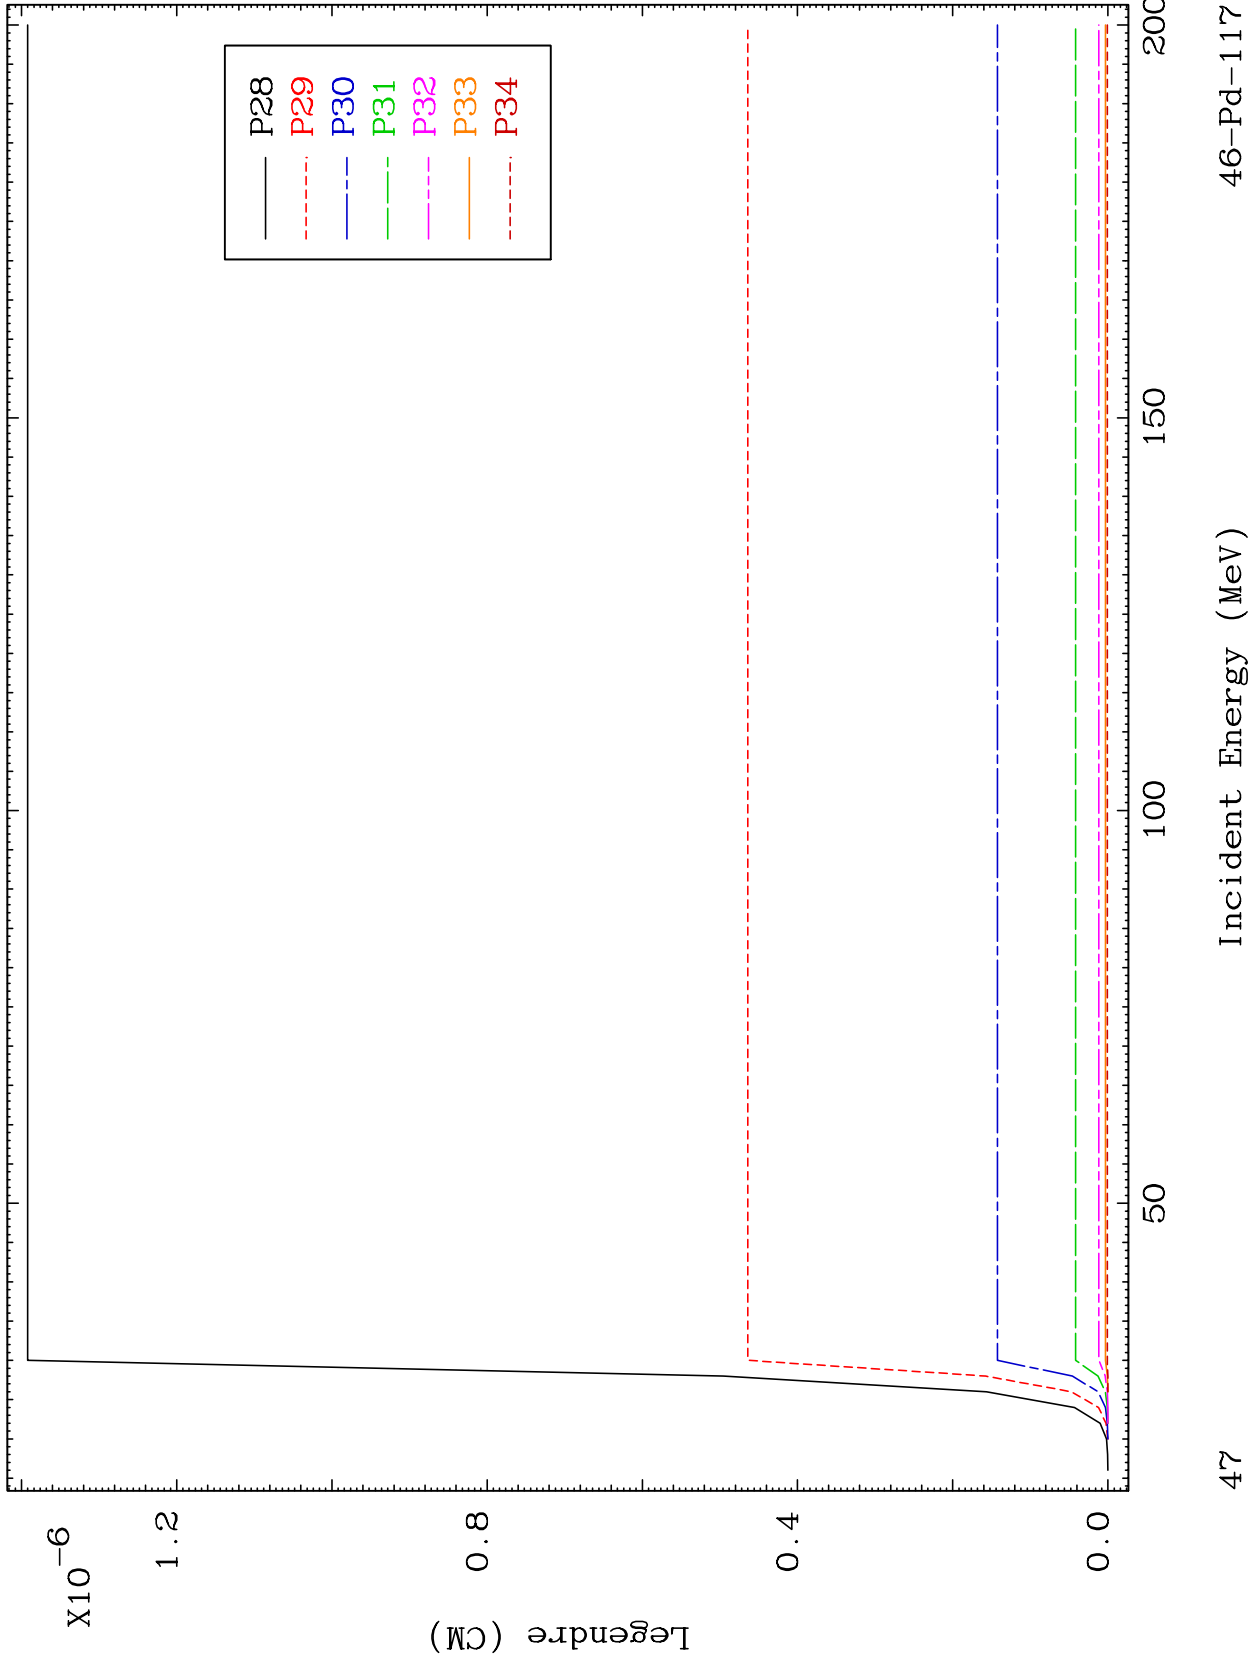 X10-6
1.2
0.8
0.4
0.0
Legendre (CM)
P28
P29
P30
P31
P32
P33
P34
50
100
150
200
Incident Energy (MeV)
47
46-Pd-117